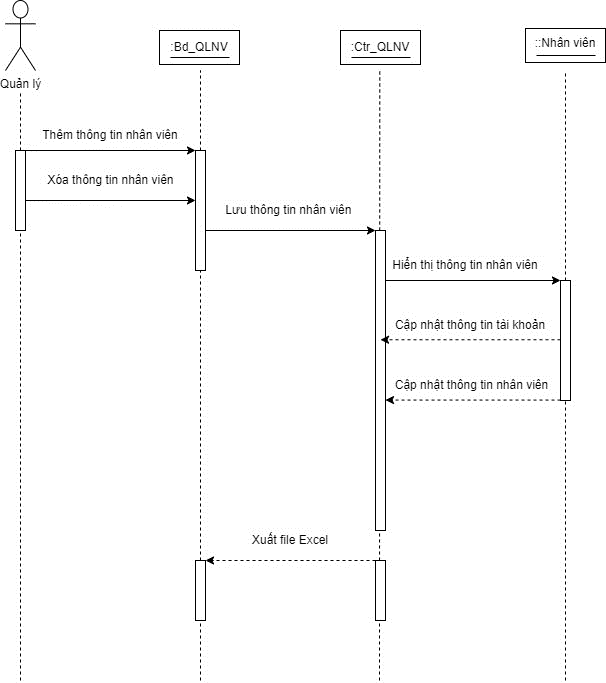 :Bd_QLNV
:Ctr_QLNV
::Nhân viên
Quản lý
Thêm thông tin nhân viên
Xóa thông tin nhân viên
Lưu thông tin nhân viên
Hiển thị thông tin nhân viên
Cập nhật thông tin tài khoản
Cập nhật thông tin nhân viên
Xuất file Excel